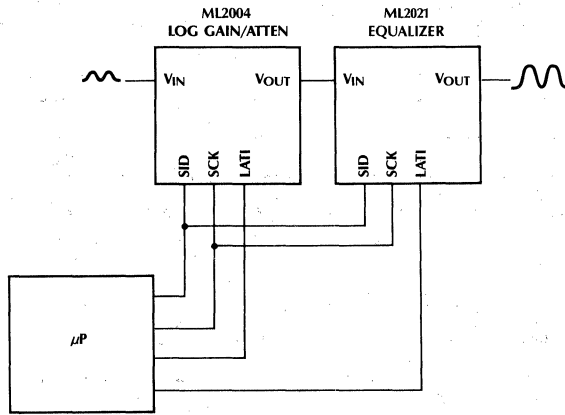 ML2004
LOG GAIN/ATTEN
ML2021
EQUALIZER
VIN
VOUT
VIN
VOUT
SID
SCK
LATI
SID
SCK
LATI
µP